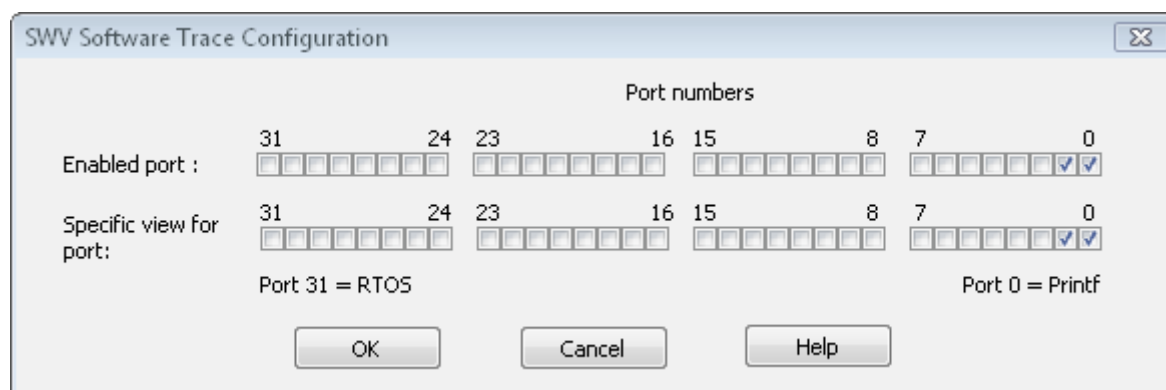 SWV Software Trace Configuration
Port numbers
31 24 23 16 15 8 7 0
Enabled port :
31 24 23 16 15 8 7 0
Specific view for
port:
Port 31 = RTOS Port 0 = Printf
OK Cancel Help